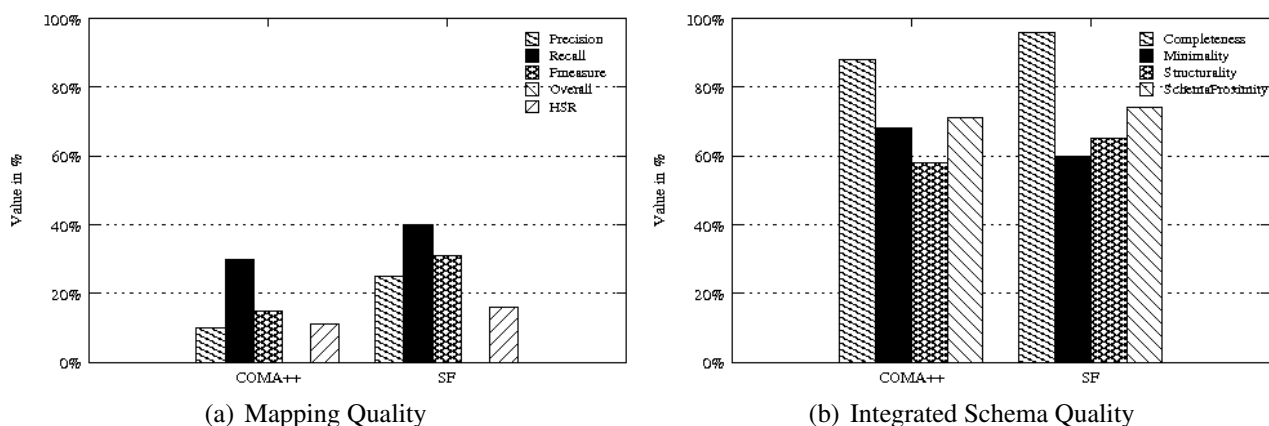 100%
80%
60%
40%
20%
0%
Value in %
Precision
Recall
Fmeasure
Overall
HSR
COMA++
SF
(a) Mapping Quality
100%
80%
60%
40%
20%
0%
Value in %
Completeness
Minimality
Structurality
SchemaProximity
COMA++
SF
(b) Integrated Schema Quality